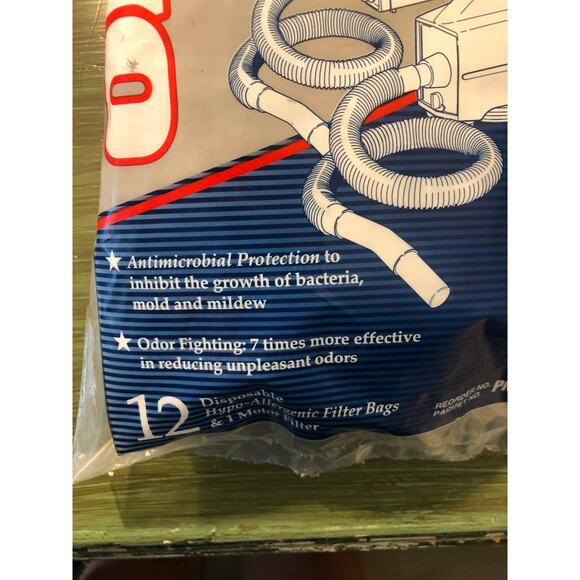 O
★ Antimicrobial Protection to
inhibit the growth of bacteria,
mold and mildew
★ Odor Fighting: 7 times more effective
in reducing unpleasant odors
12 Disposable
Hypo-Allergenic Filter Bags
& 1 Motor Filter
REORDER NO.
PAQUET NO.